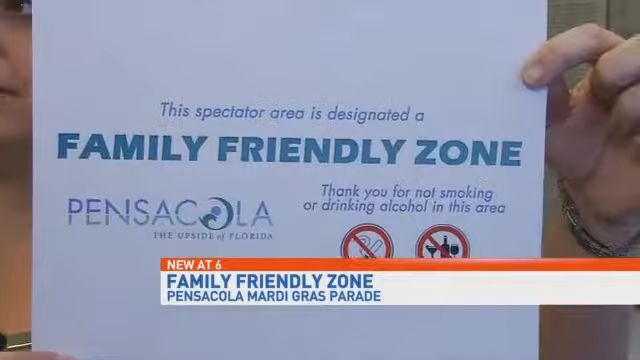 This spectator area is designated a
FAMILY FRIENDLY ZONE
PENSACOLA
THE UPSIDE of FLORIDA
Thank you for not smoking
or drinking alcohol in this area
NEW AT 6
FAMILY FRIENDLY ZONE
PENSACOLA MARDI GRAS PARADE